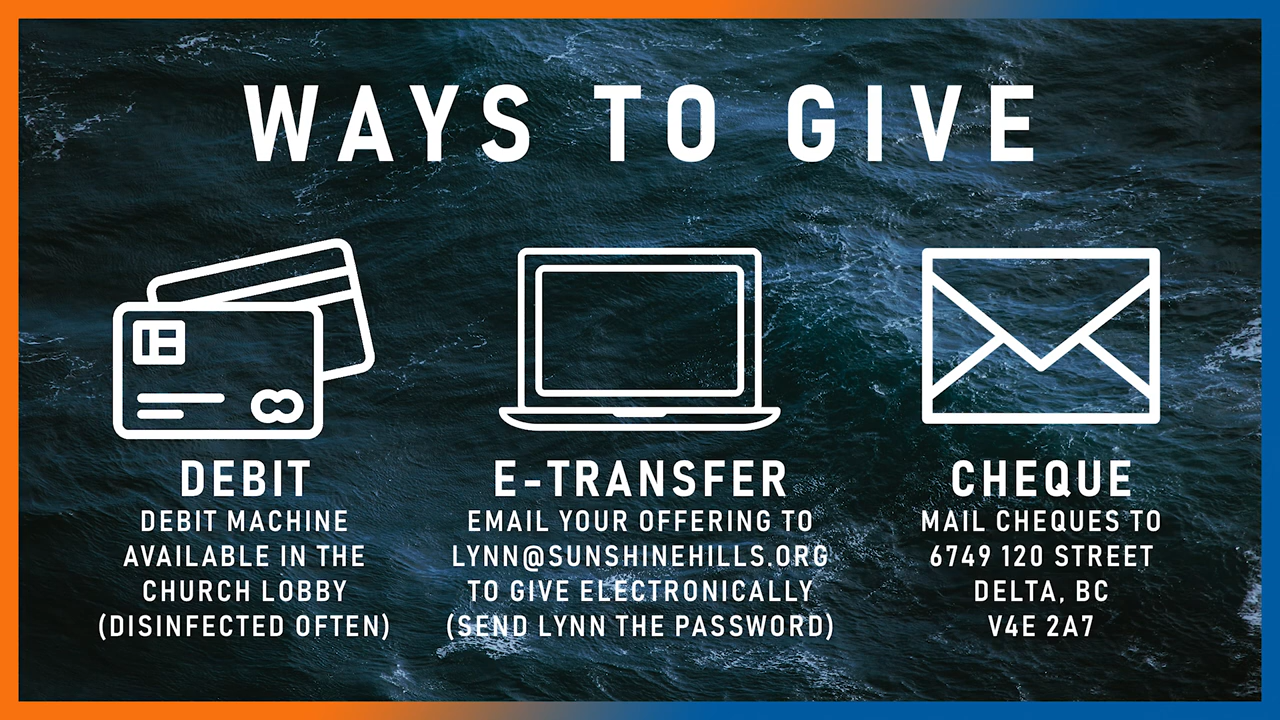 WAYS TO GIVE
DEBIT
DEBIT MACHINE
AVAILABLE IN THE
CHURCH LOBBY
(DISINFECTED OFTEN)
E-TRANSFER
EMAIL YOUR OFFERING TO
LYNN@SUNSHINEHILLS.ORG
TO GIVE ELECTRONICALLY
(SEND LYNN THE PASSWORD)
CHEQUE
MAIL CHEQUES TO
6749 120 STREET
DELTA, BC
V4E 2A7